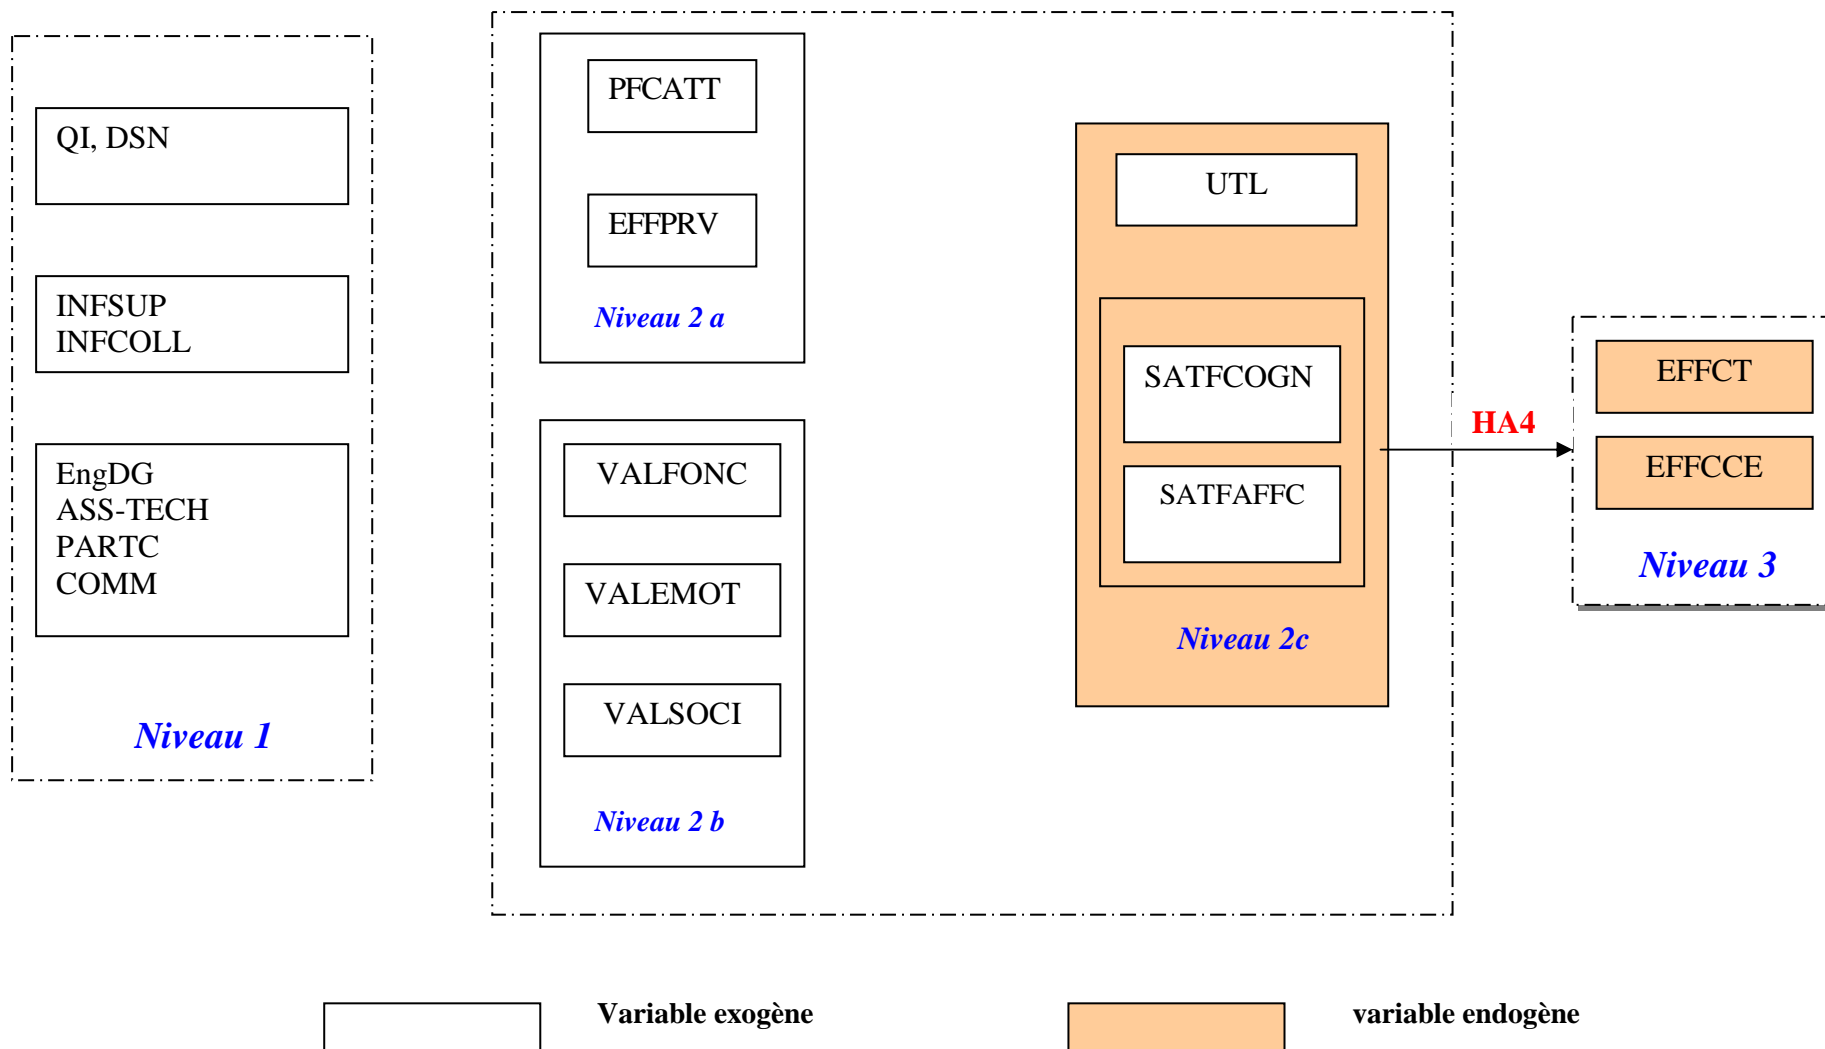 QI, DSN
INFSUP
INFCOLL
EngDG
ASS-TECH
PARTC
COMM
Niveau 1
PFCATT
EFFPRV
Niveau 2 a
VALFONC
VALEMOT
VALSOCI
Niveau 2 b
UTL
SATFCOGN
SATFAFFC
Niveau 2c
HA4
EFFCT
EFFCCE
Niveau 3
Variable exogène
variable endogène